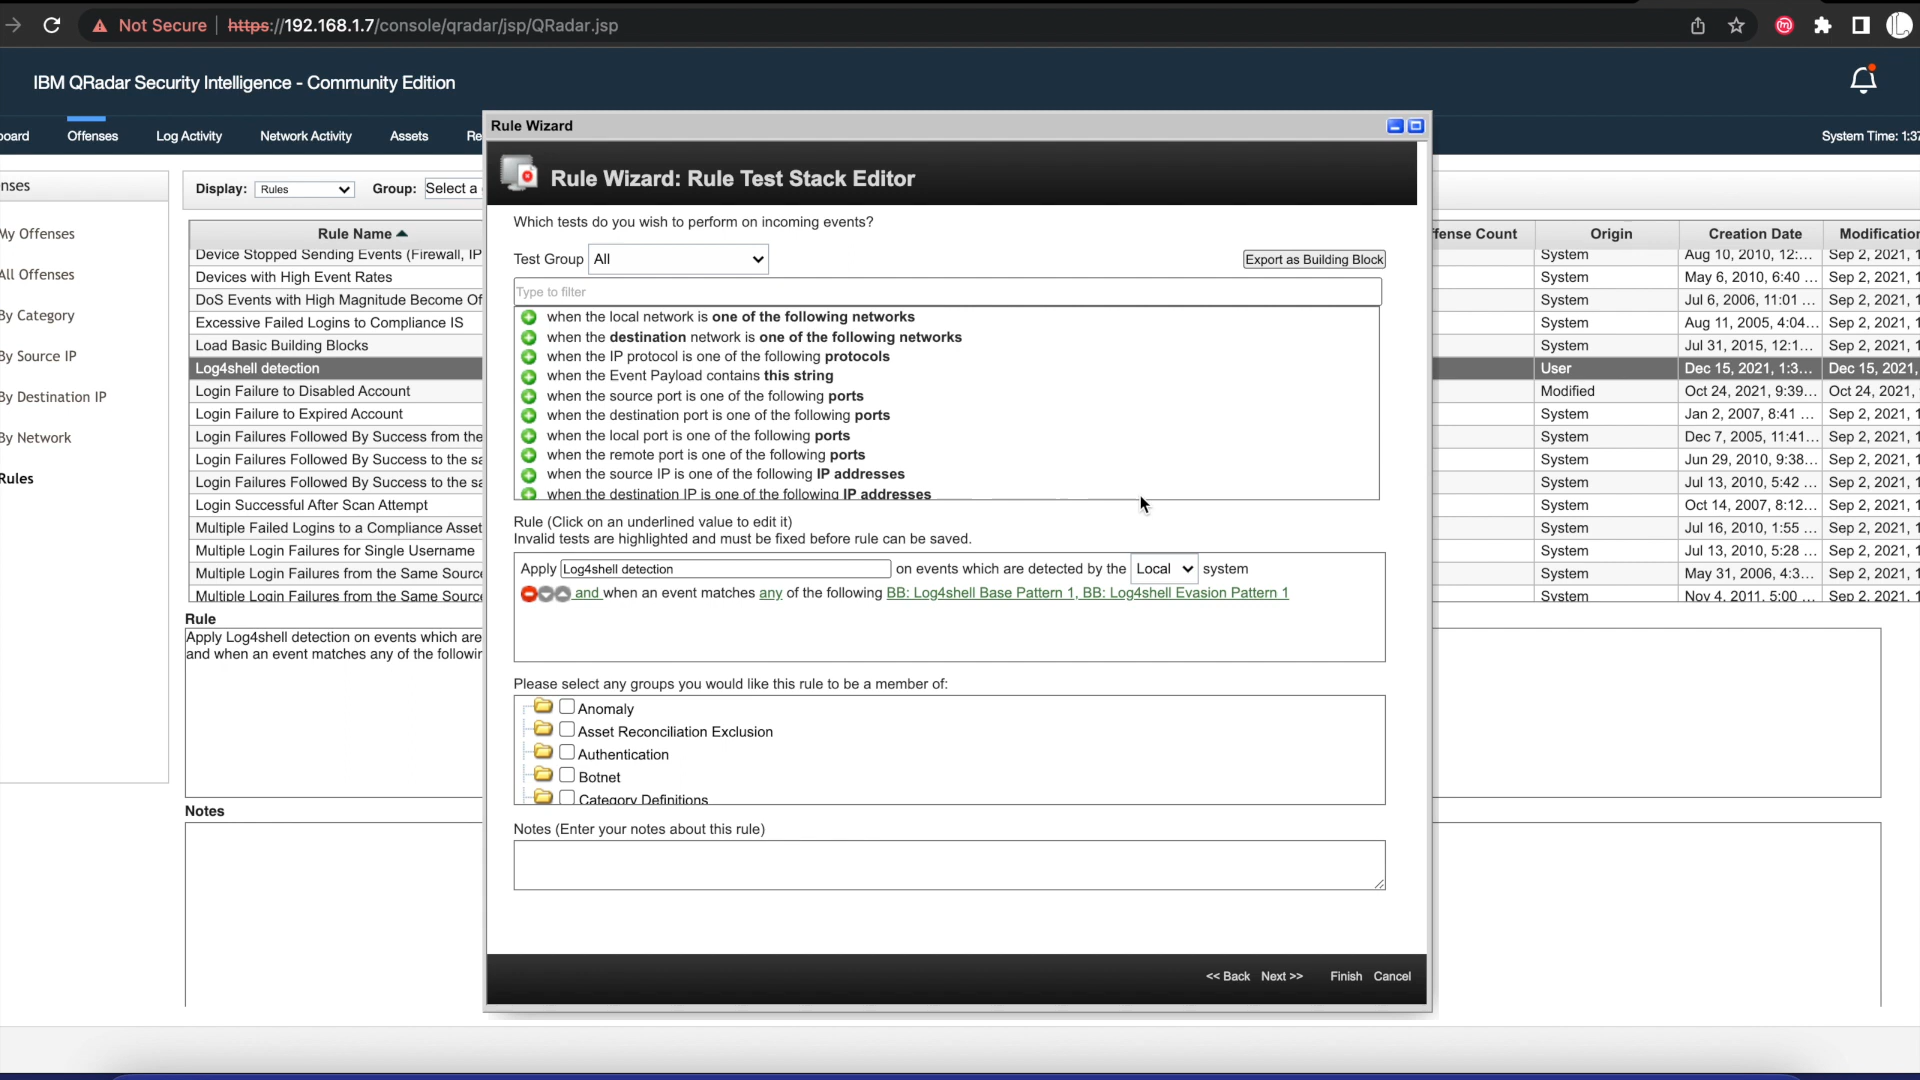 Not Secure https://192.168.1.7/console/qradar/jsp/QRadar.jsp
IBM QRadar Security Intelligence - Community Edition
board Offenses Log Activity Network Activity Assets Re System Time: 1:37
Rule Wizard
Rule Wizard: Rule Test Stack Editor
Which tests do you wish to perform on incoming events?
Test Group All Export as Building Block
Type to filter
when the local network is one of the following networks
when the destination network is one of the following networks
when the IP protocol is one of the following protocols
when the Event Payload contains this string
when the source port is one of the following ports
when the destination port is one of the following ports
when the local port is one of the following ports
when the remote port is one of the following ports
when the source IP is one of the following IP addresses
when the destination IP is one of the following IP addresses
Rule (Click on an underlined value to edit it)
Invalid tests are highlighted and must be fixed before rule can be saved.
Apply Log4shell detection on events which are detected by the Local system
and when an event matches any of the following BB: Log4shell Base Pattern 1, BB: Log4shell Evasion Pattern 1
Please select any groups you would like this rule to be a member of:
Anomaly
Asset Reconciliation Exclusion
Authentication
Botnet
Category Definitions
Notes (Enter your notes about this rule)
<< Back Next >> Finish Cancel
nses
My Offenses
All Offenses
By Category
By Source IP
By Destination IP
By Network
Rules
Display: Rules Group: Select a
Rule Name ffense Count Origin Creation Date Modification
Device Stopped Sending Events (Firewall, IP System Aug 10, 2010, 12:... Sep 2, 2021, 1
Devices with High Event Rates System May 6, 2010, 6:40 ... Sep 2, 2021, 1
DoS Events with High Magnitude Become Of System Jul 6, 2006, 11:01 ... Sep 2, 2021, 1
Excessive Failed Logins to Compliance IS System Aug 11, 2005, 4:04... Sep 2, 2021, 1
Load Basic Building Blocks System Jul 31, 2015, 12:1... Sep 2, 2021, 1
Log4shell detection User Dec 15, 2021, 1:3... Dec 15, 2021,
Login Failure to Disabled Account Modified Oct 24, 2021, 9:39... Oct 24, 2021,
Login Failure to Expired Account System Jan 2, 2007, 8:41 ... Sep 2, 2021, 1
Login Failures Followed By Success from the System Dec 7, 2005, 11:41... Sep 2, 2021, 1
Login Failures Followed By Success to the sa System Jun 29, 2010, 9:38... Sep 2, 2021, 1
Login Failures Followed By Success to the sa System Jul 13, 2010, 5:42 ... Sep 2, 2021, 1
Login Successful After Scan Attempt System Oct 14, 2007, 8:12... Sep 2, 2021, 1
Multiple Failed Logins to a Compliance Asset System Jul 16, 2010, 1:55 ... Sep 2, 2021, 1
Multiple Login Failures for Single Username System Jul 13, 2010, 5:28 ... Sep 2, 2021, 1
Multiple Login Failures from the Same Source System May 31, 2006, 4:3... Sep 2, 2021, 1
Multiple Login Failures from the Same Source System Nov 4, 2011, 5:00 ... Sep 2, 2021, 1
Rule
Apply Log4shell detection on events which are
and when an event matches any of the followin
Notes